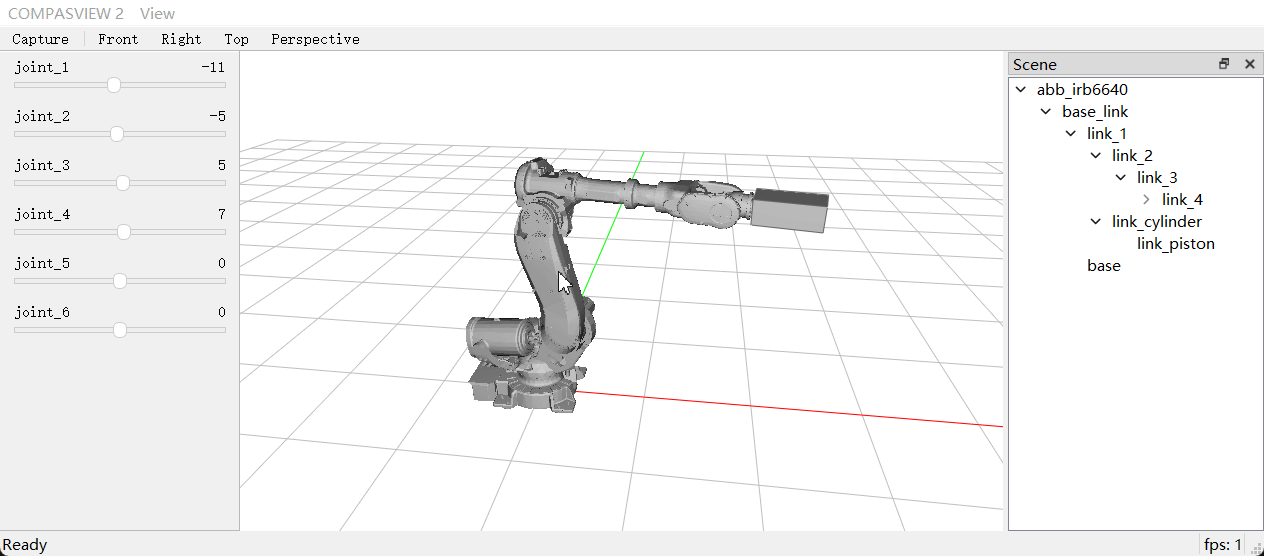 COMPASVIEW 2 View
Capture Front Right Top Perspective
joint_1 -11
joint_2 -5
joint_3 5
joint_4 7
joint_5 0
joint_6 0
Scene
abb_irb6640
base_link
link_1
link_2
link_3
link_4
link_cylinder
link_piston
base
Ready
fps: 1